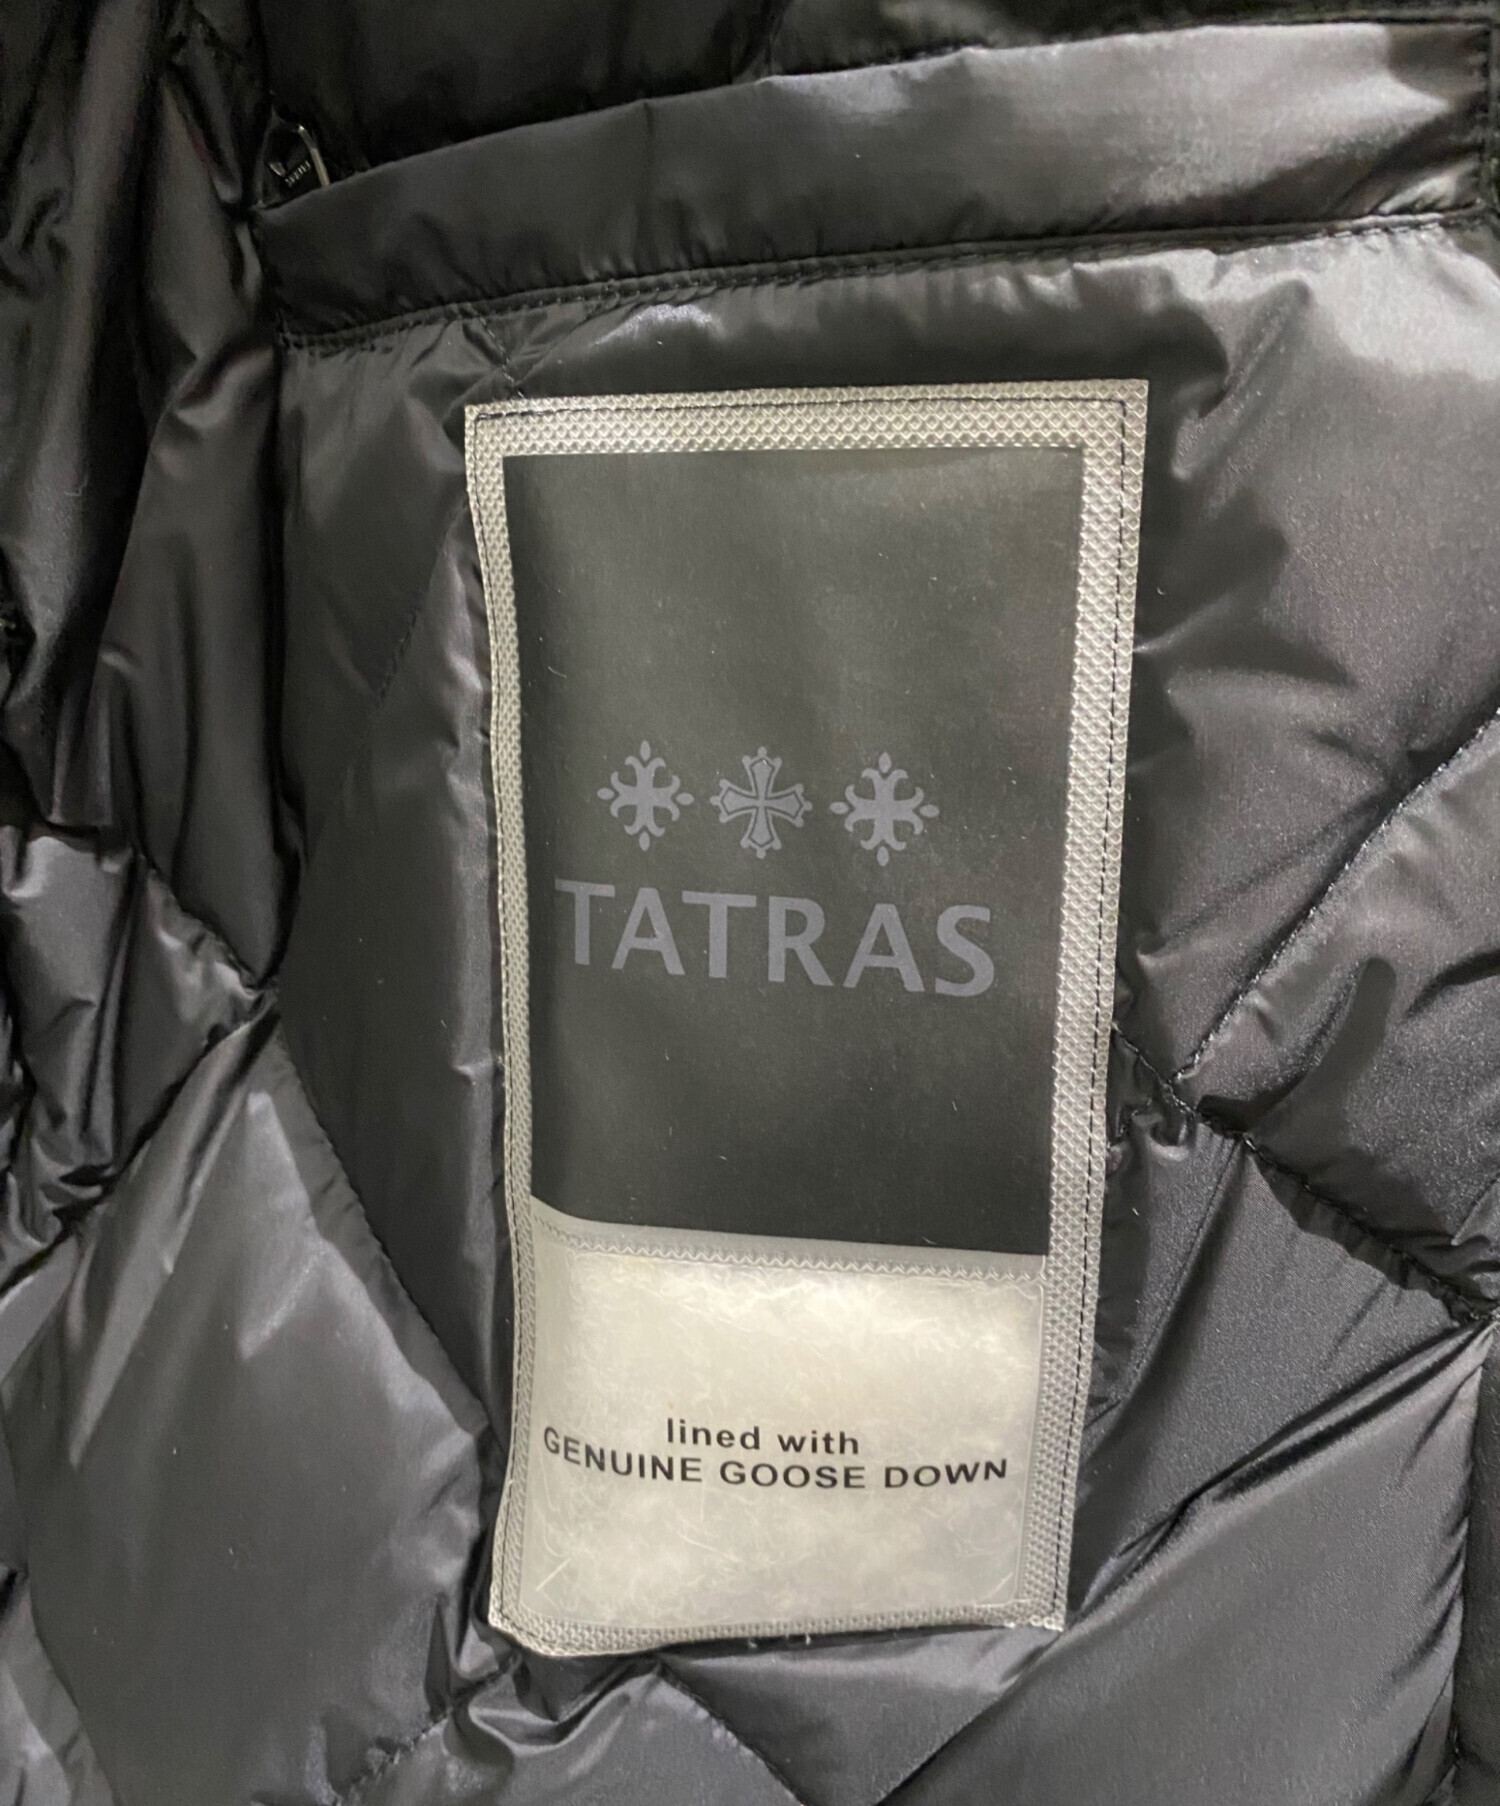 TATRAS
lined with
GENUINE GOOSE DOWN